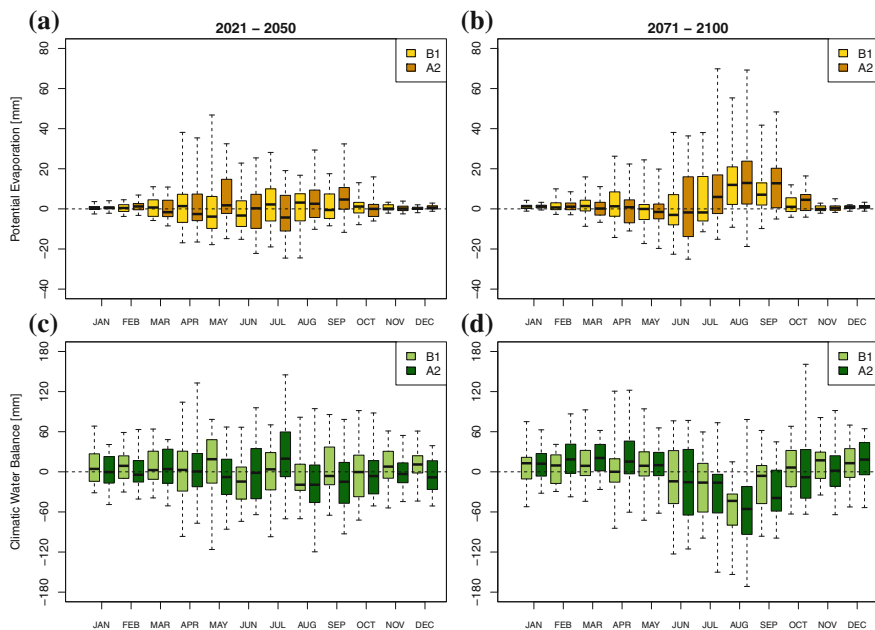 (a)
2021 – 2050
(b)
2071 – 2100
Potential Evaporation [mm]
80
60
40
20
0
−20
−40
B1
A2
JAN FEB MAR APR MAY JUN JUL AUG SEP OCT NOV DEC
80
60
40
20
0
−20
−40
B1
A2
JAN FEB MAR APR MAY JUN JUL AUG SEP OCT NOV DEC
(c)
(d)
Climatic Water Balance [mm]
180
120
60
0
−60
−120
−180
B1
A2
JAN FEB MAR APR MAY JUN JUL AUG SEP OCT NOV DEC
180
120
60
0
−60
−120
−180
B1
A2
JAN FEB MAR APR MAY JUN JUL AUG SEP OCT NOV DEC